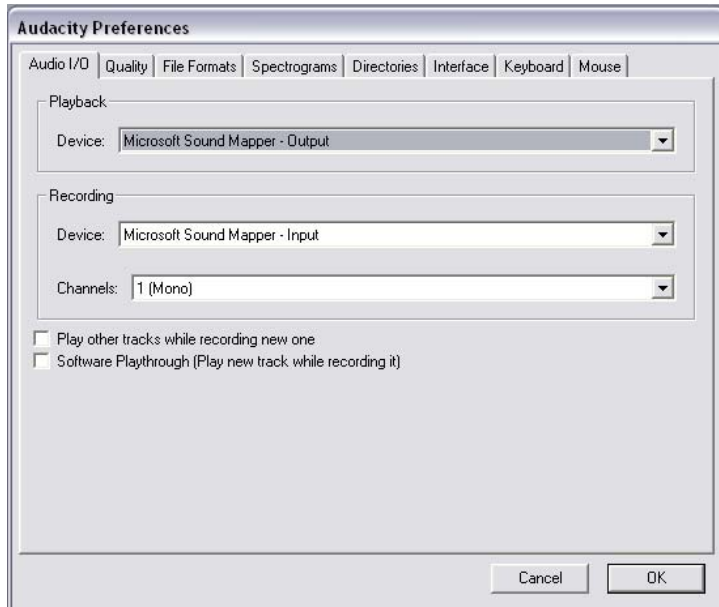 Audacity Preferences
Audio I/O Quality File Formats Spectrograms Directories Interface Keyboard Mouse
Playback
Device: Microsoft Sound Mapper - Output
Recording
Device: Microsoft Sound Mapper - Input
Channels: 1 (Mono)
Play other tracks while recording new one
Software Playthrough (Play new track while recording it)
Cancel OK